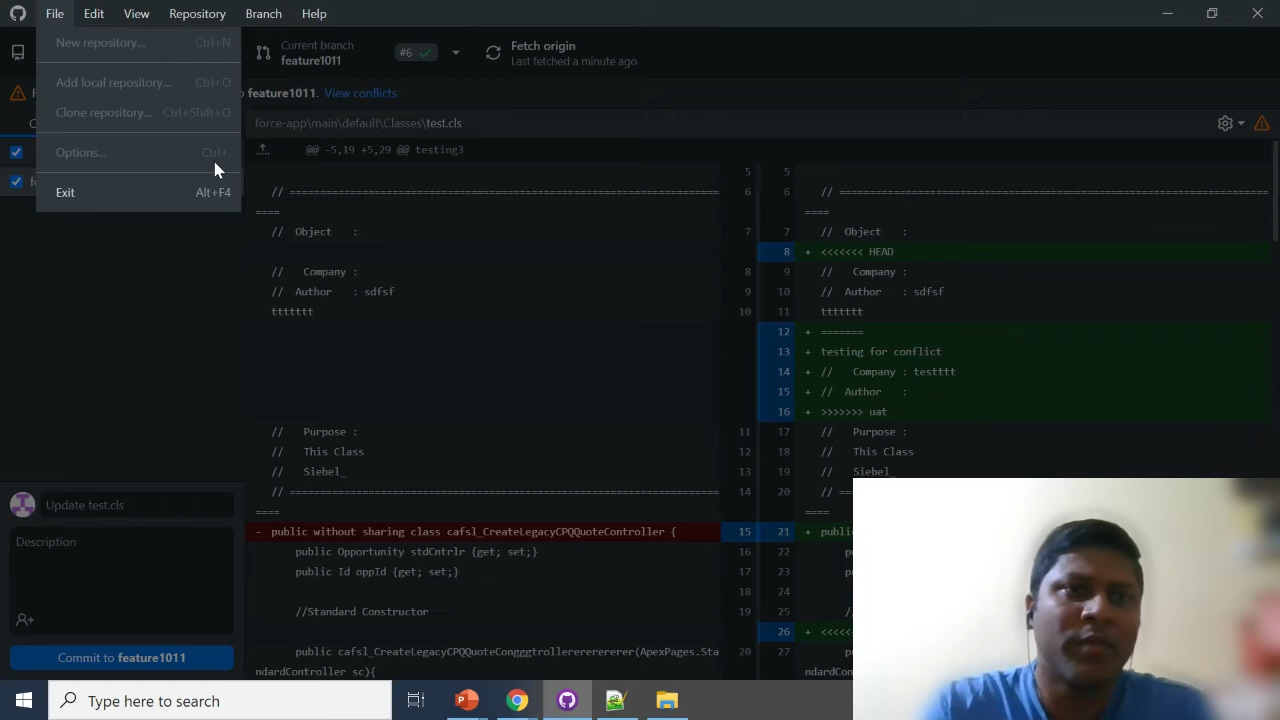 File Edit View Repository Branch Help
New repository... Ctrl+N
Add local repository... Ctrl+O
Clone repository... Ctrl+Shift+O
Options... Ctrl+,
Exit Alt+F4
Current branch
feature1011
#6
Fetch origin
Last fetched a minute ago
feature1011. View conflicts
force-app\main\default\Classes\test.cls
@@ -5,19 +5,29 @@ testing3
5 5
// ======================================================= 6 6 // =====================================================
==== ====
// Object : 7 7 // Object :
8 + <<<<<<< HEAD
// Company : 8 9 // Company :
// Author : sdfsf 9 10 // Author : sdfsf
ttttttt 10 11 ttttttt
12 + =======
13 + testing for conflict
14 + // Company : testttt
15 + // Author :
16 + >>>>>>> uat
// Purpose : 11 17 // Purpose :
// This Class 12 18 // This Class
// Siebel_ 13 19 // Siebel_
// ======================================================= 14 20 // ==
==== ====
- public without sharing class cafsl_CreateLegacyCPQQuoteController { 15 21 + public
public Opportunity stdCntrlr {get; set;} 16 22
public Id oppId {get; set;} 17 23
18 24
//Standard Constructor 19 25
26 + <<<<
public cafsl_CreateLegacyCPQQuoteCongggtrollerererererer(ApexPages.Sta 20 27
ndardController sc){ ndardController
Update test.cls
Description
Commit to feature1011
Type here to search